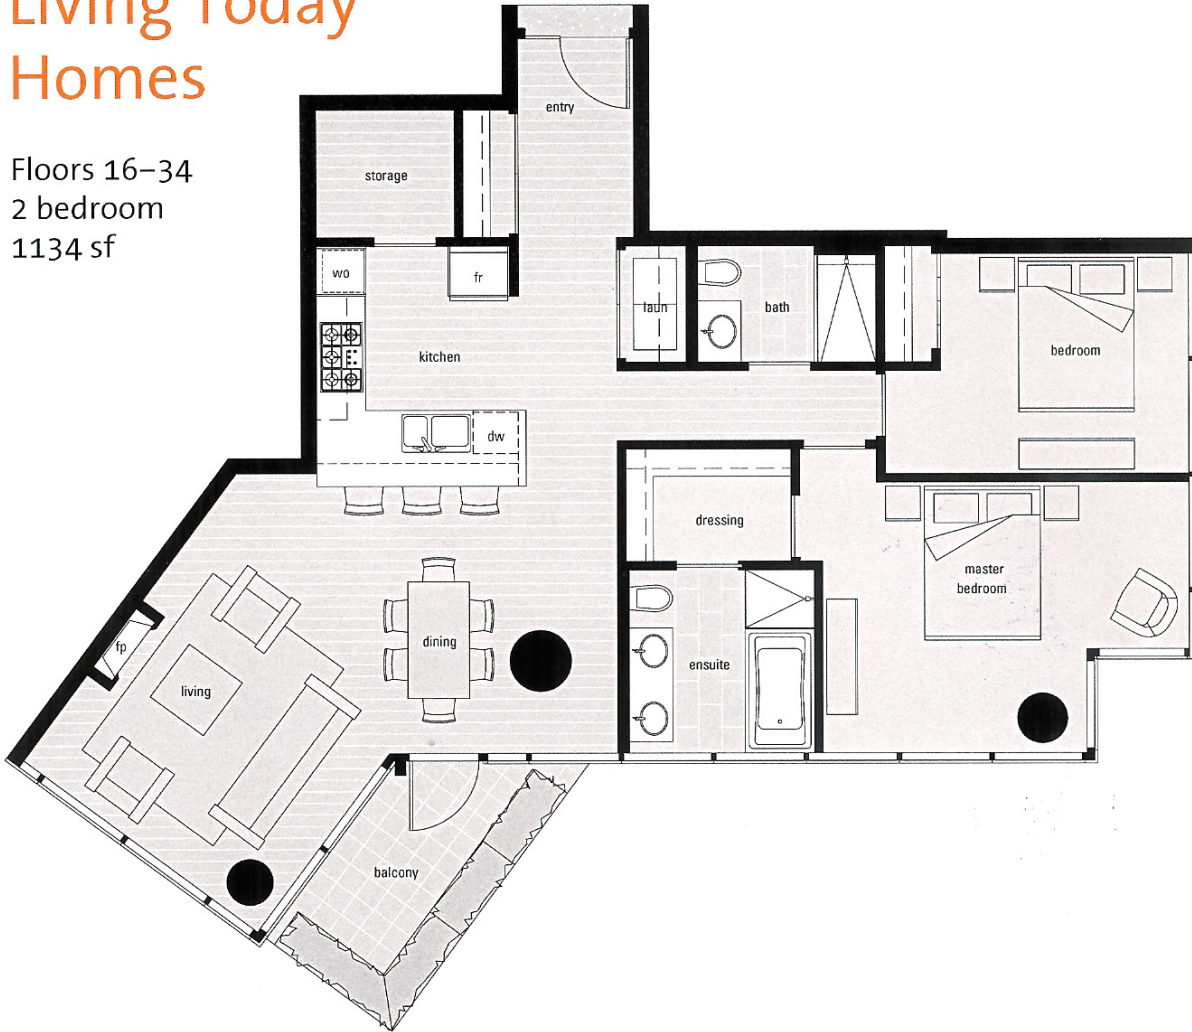 Living Today
Homes
Floors 16–34
2 bedroom
1134 sf
entry
storage
wo
fr
laun
bath
kitchen
bedroom
dw
dressing
master
bedroom
fp
dining
ensuite
living
balcony